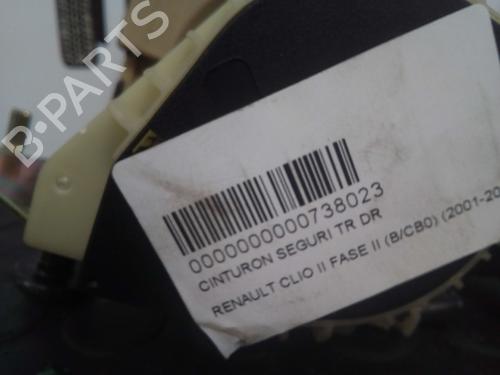 B-PARTS
0000000000738023
CINTURON SEGURI TR DR
RENAULT CLIO II FASE II (B/CB0) (2001-20